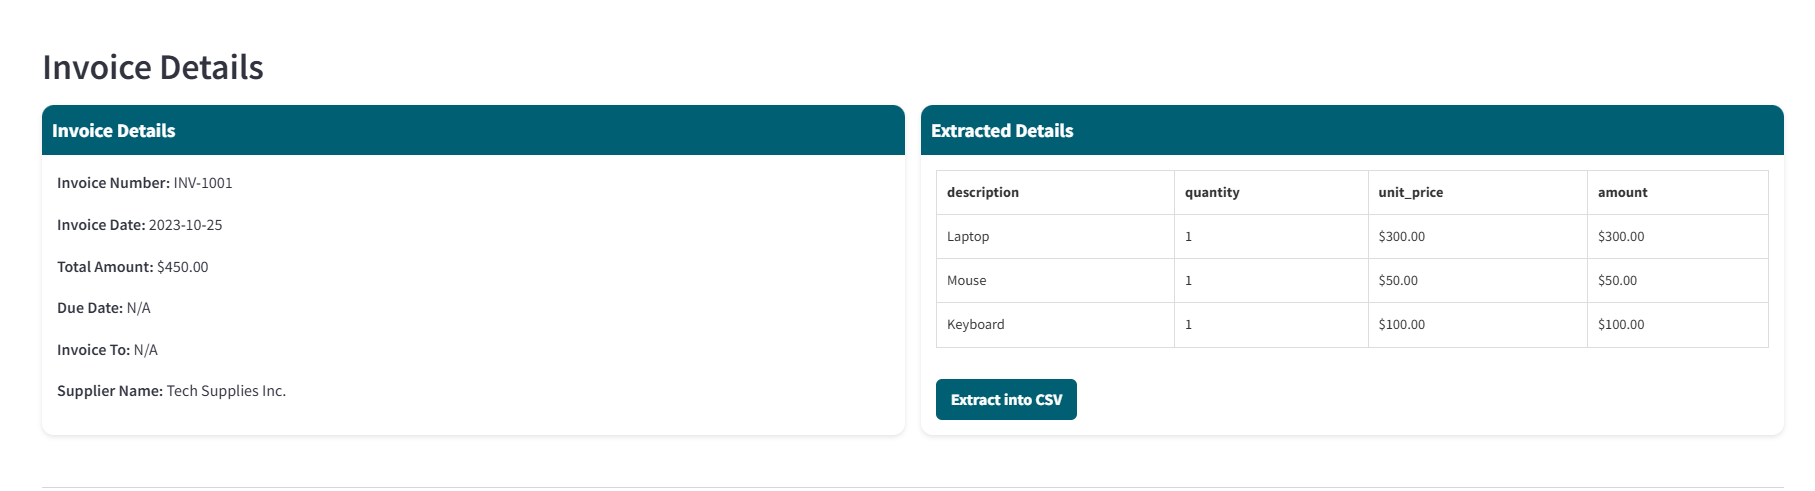 Invoice Details
Invoice Details
Invoice Number: INV-1001
Invoice Date: 2023-10-25
Total Amount: $450.00
Due Date: N/A
Invoice To: N/A
Supplier Name: Tech Supplies Inc.
Extracted Details
description quantity unit_price amount
Laptop 1 $300.00 $300.00
Mouse 1 $50.00 $50.00
Keyboard 1 $100.00 $100.00
Extract into CSV